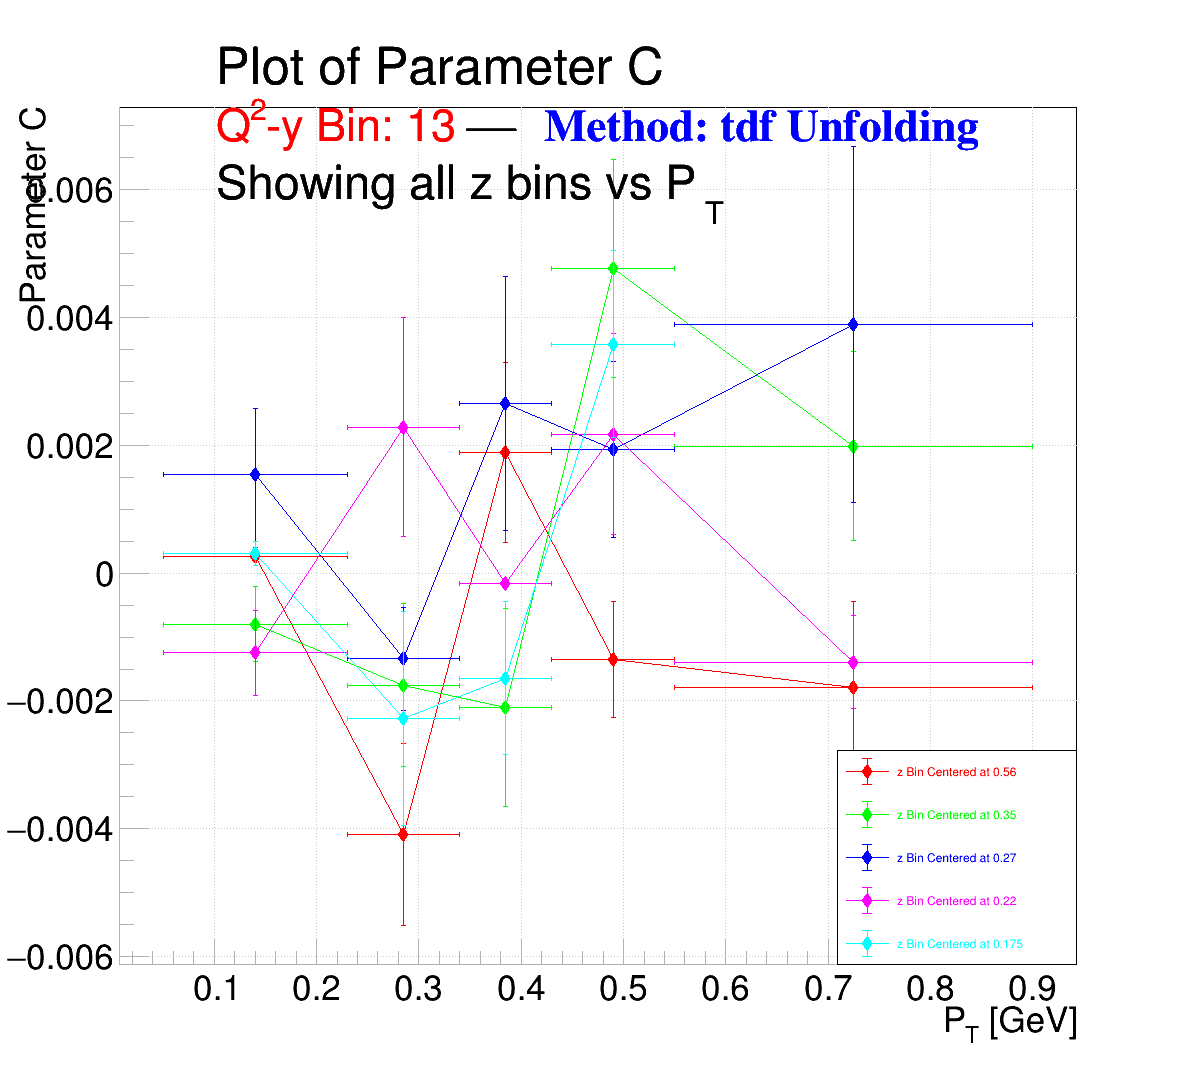 Plot of Parameter C
Q²-y Bin: 13 — Method: tdf Unfolding
Showing all z bins vs P_T
Parameter C
0.006
0.004
0.002
0
−0.002
−0.004
−0.006
z Bin Centered at 0.56
z Bin Centered at 0.35
z Bin Centered at 0.27
z Bin Centered at 0.22
z Bin Centered at 0.175
0.1 0.2 0.3 0.4 0.5 0.6 0.7 0.8 0.9
P_T [GeV]